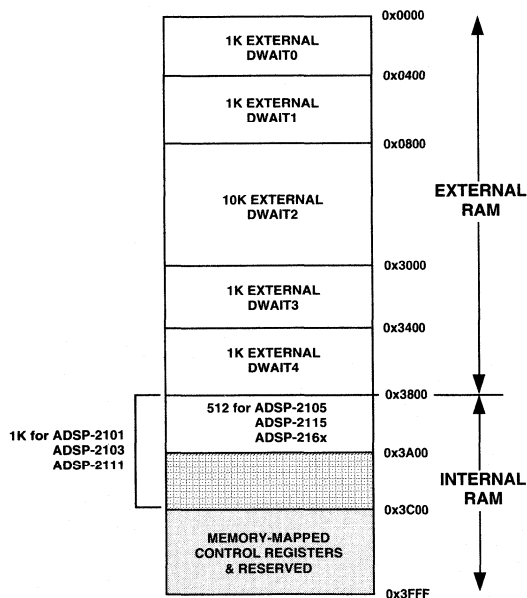 0x0000
1K EXTERNAL
DWAIT0
0x0400
1K EXTERNAL
DWAIT1
0x0800
10K EXTERNAL
DWAIT2
EXTERNAL
RAM
0x3000
1K EXTERNAL
DWAIT3
0x3400
1K EXTERNAL
DWAIT4
0x3800
512 for ADSP-2105
ADSP-2115
ADSP-216x
1K for ADSP-2101
ADSP-2103
ADSP-2111
0x3A00
INTERNAL
RAM
0x3C00
MEMORY-MAPPED
CONTROL REGISTERS
& RESERVED
0x3FFF